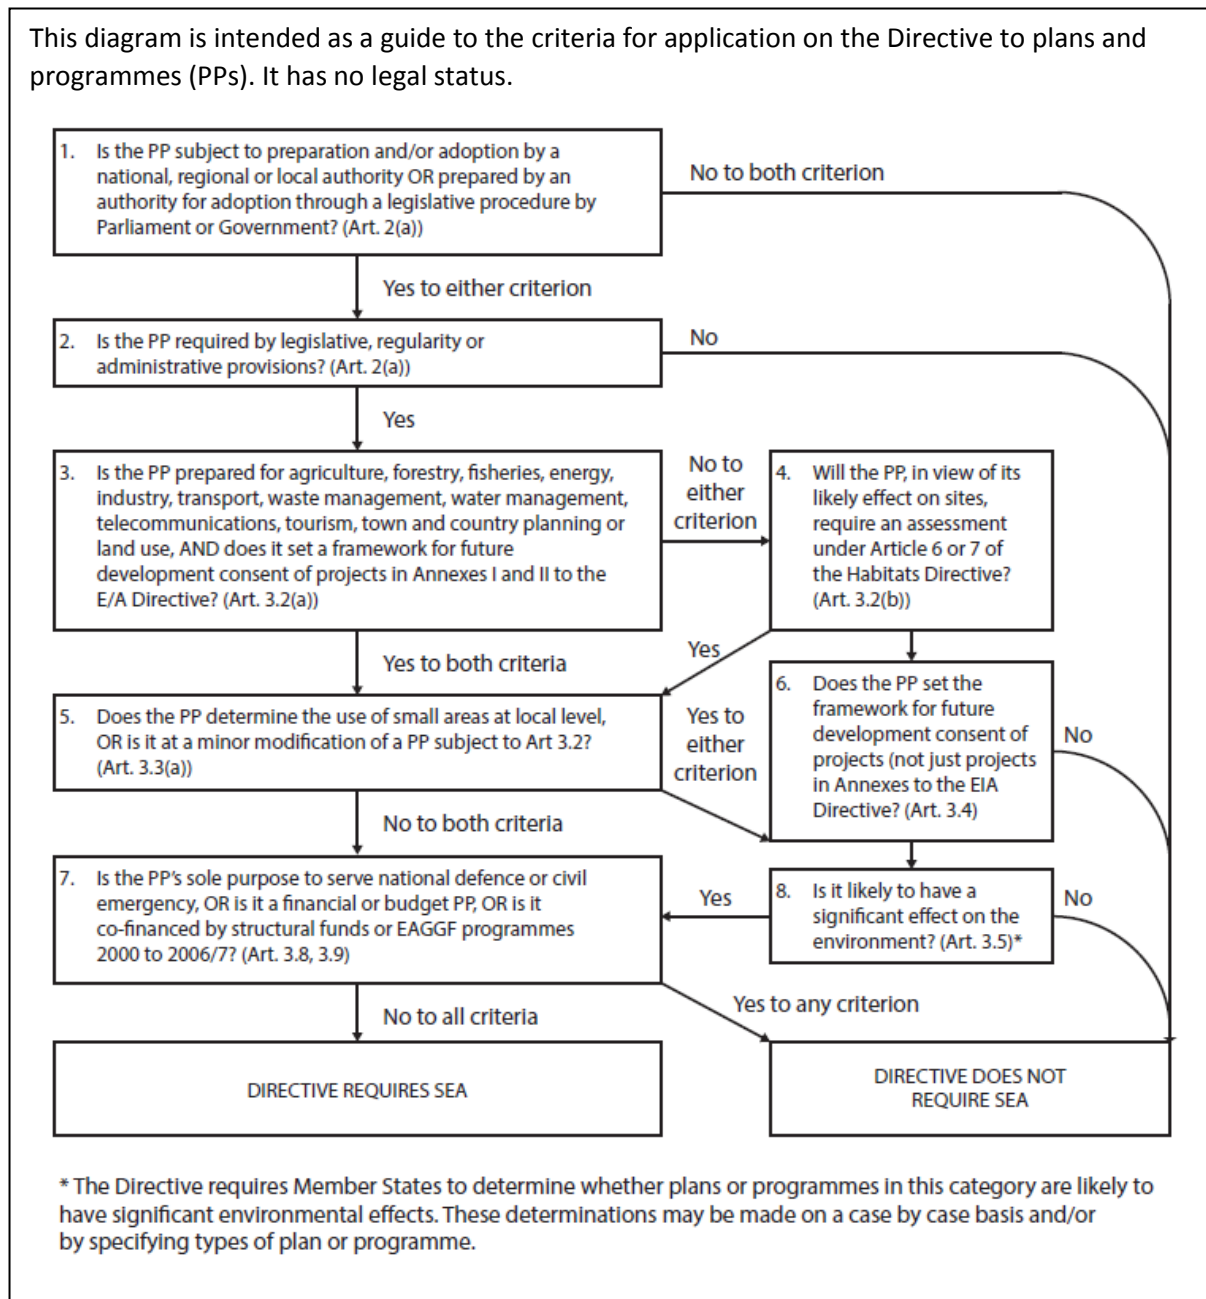 This diagram is intended as a guide to the criteria for application on the Directive to plans and
programmes (PPs). It has no legal status.
1. Is the PP subject to preparation and/or adoption by a
national, regional or local authority OR prepared by an
authority for adoption through a legislative procedure by
Parliament or Government? (Art. 2(a))
No to both criterion
Yes to either criterion
2. Is the PP required by legislative, regularity or
administrative provisions? (Art. 2(a))
No
Yes
3. Is the PP prepared for agriculture, forestry, fisheries, energy,
industry, transport, waste management, water management,
telecommunications, tourism, town and country planning or
land use, AND does it set a framework for future
development consent of projects in Annexes I and II to the
E/A Directive? (Art. 3.2(a))
No to
either
criterion
4. Will the PP, in view of its
likely effect on sites,
require an assessment
under Article 6 or 7 of
the Habitats Directive?
(Art. 3.2(b))
Yes to both criteria
Yes
5. Does the PP determine the use of small areas at local level,
OR is it at a minor modification of a PP subject to Art 3.2?
(Art. 3.3(a))
Yes to
either
criterion
6. Does the PP set the
framework for future
development consent of
projects (not just projects
in Annexes to the EIA
Directive? (Art. 3.4)
No
No to both criteria
7. Is the PP's sole purpose to serve national defence or civil
emergency, OR is it a financial or budget PP, OR is it
co-financed by structural funds or EAGGF programmes
2000 to 2006/7? (Art. 3.8, 3.9)
Yes
8. Is it likely to have a
significant effect on the
environment? (Art. 3.5)*
No
No to all criteria
Yes to any criterion
DIRECTIVE REQUIRES SEA
DIRECTIVE DOES NOT
REQUIRE SEA
* The Directive requires Member States to determine whether plans or programmes in this category are likely to
have significant environmental effects. These determinations may be made on a case by case basis and/or
by specifying types of plan or programme.